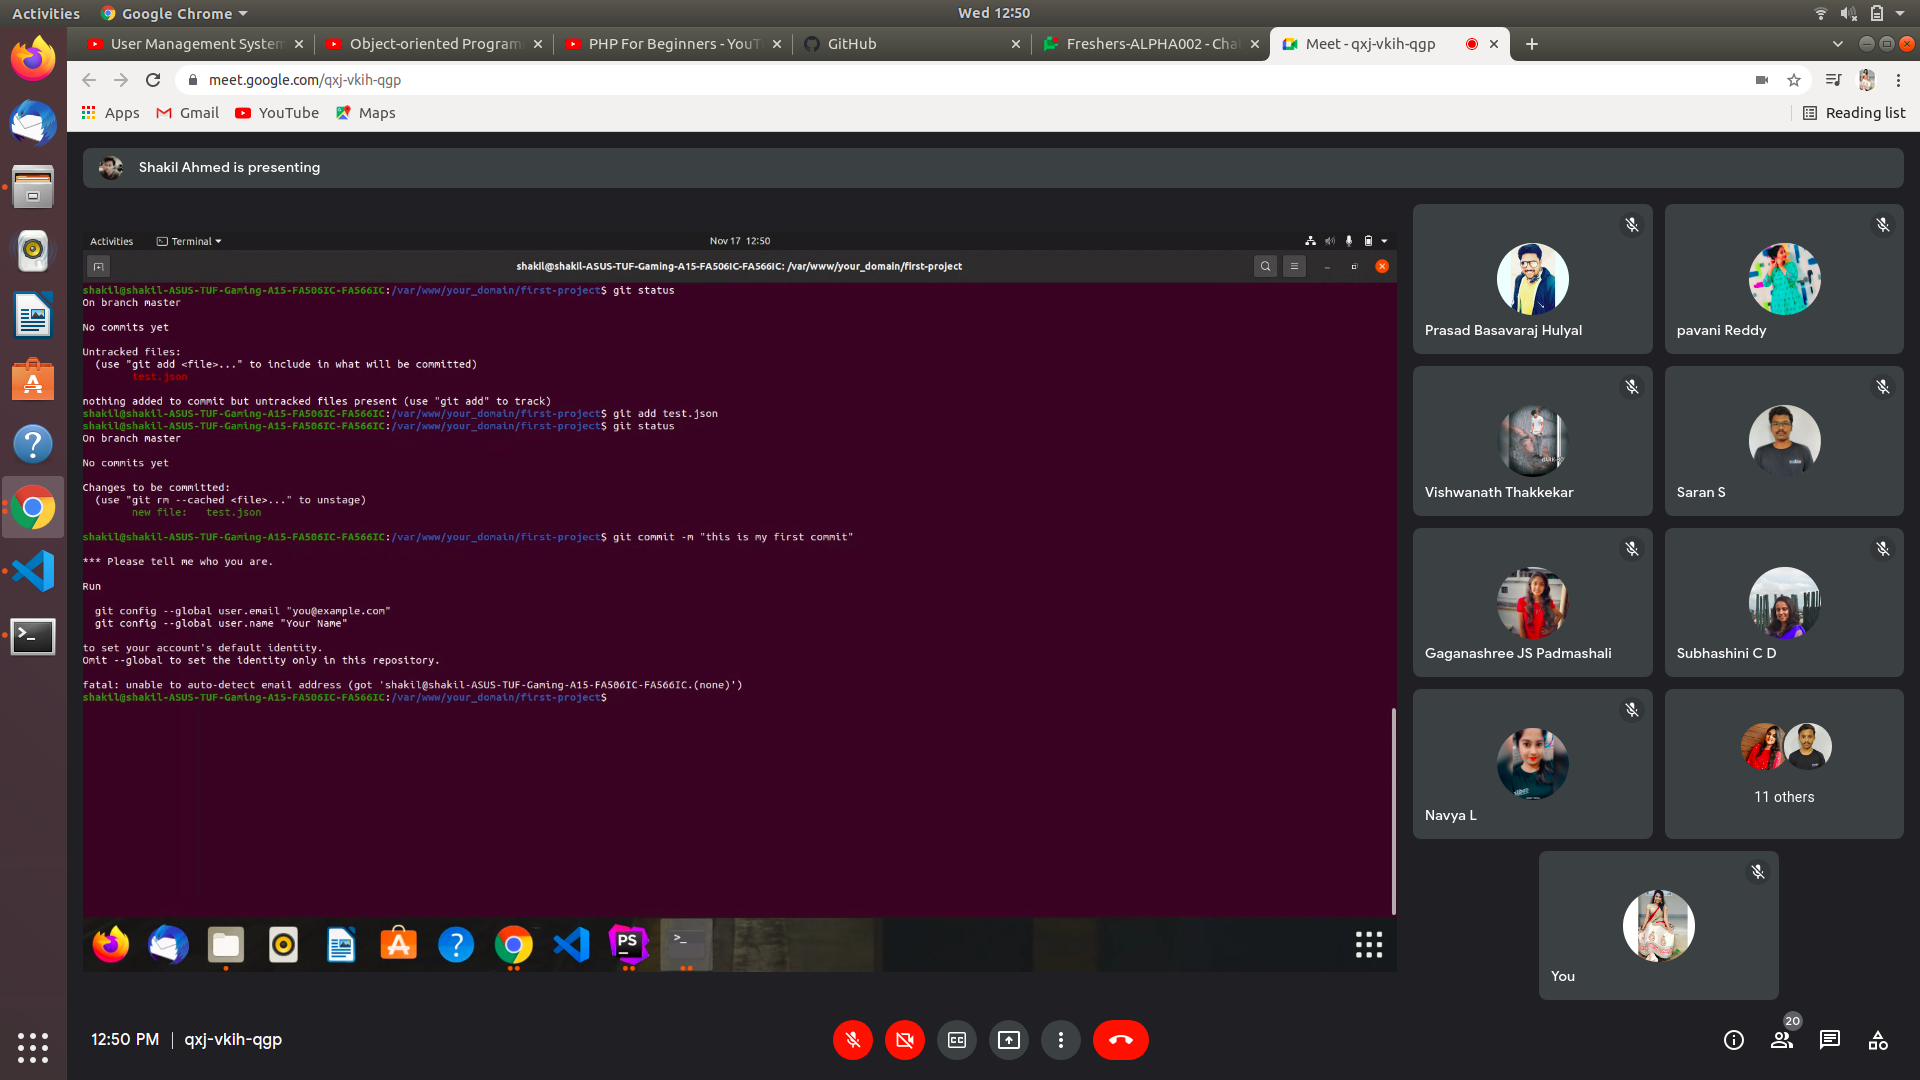 Activities
Google Chrome
Wed 12:50
User Management System
Object-oriented Program
PHP For Beginners - YouT
GitHub
Freshers-ALPHA002 - Cha
Meet - qxj-vkih-qgp
meet.google.com/qxj-vkih-qgp
Apps
Gmail
YouTube
Maps
Reading list
Shakil Ahmed is presenting
Activities
Terminal
Nov 17 12:50
shakil@shakil-ASUS-TUF-Gaming-A15-FA506IC-FA566IC: /var/www/your_domain/first-project
shakil@shakil-ASUS-TUF-Gaming-A15-FA506IC-FA566IC:/var/www/your_domain/first-project$ git status
On branch master
No commits yet
Untracked files:
(use "git add <file>..." to include in what will be committed)
test.json
nothing added to commit but untracked files present (use "git add" to track)
shakil@shakil-ASUS-TUF-Gaming-A15-FA506IC-FA566IC:/var/www/your_domain/first-project$ git add test.json
shakil@shakil-ASUS-TUF-Gaming-A15-FA506IC-FA566IC:/var/www/your_domain/first-project$ git status
On branch master
No commits yet
Changes to be committed:
(use "git rm --cached <file>..." to unstage)
new file: test.json
shakil@shakil-ASUS-TUF-Gaming-A15-FA506IC-FA566IC:/var/www/your_domain/first-project$ git commit -m "this is my first commit"
*** Please tell me who you are.
Run
git config --global user.email "you@example.com"
git config --global user.name "Your Name"
to set your account's default identity.
Omit --global to set the identity only in this repository.
fatal: unable to auto-detect email address (got 'shakil@shakil-ASUS-TUF-Gaming-A15-FA506IC-FA566IC.(none)')
shakil@shakil-ASUS-TUF-Gaming-A15-FA506IC-FA566IC:/var/www/your_domain/first-project$
PS
Prasad Basavaraj Hulyal
pavani Reddy
Vishwanath Thakkekar
Saran S
Gaganashree JS Padmashali
Subhashini C D
Navya L
11 others
You
12:50 PM
qxj-vkih-qgp
20